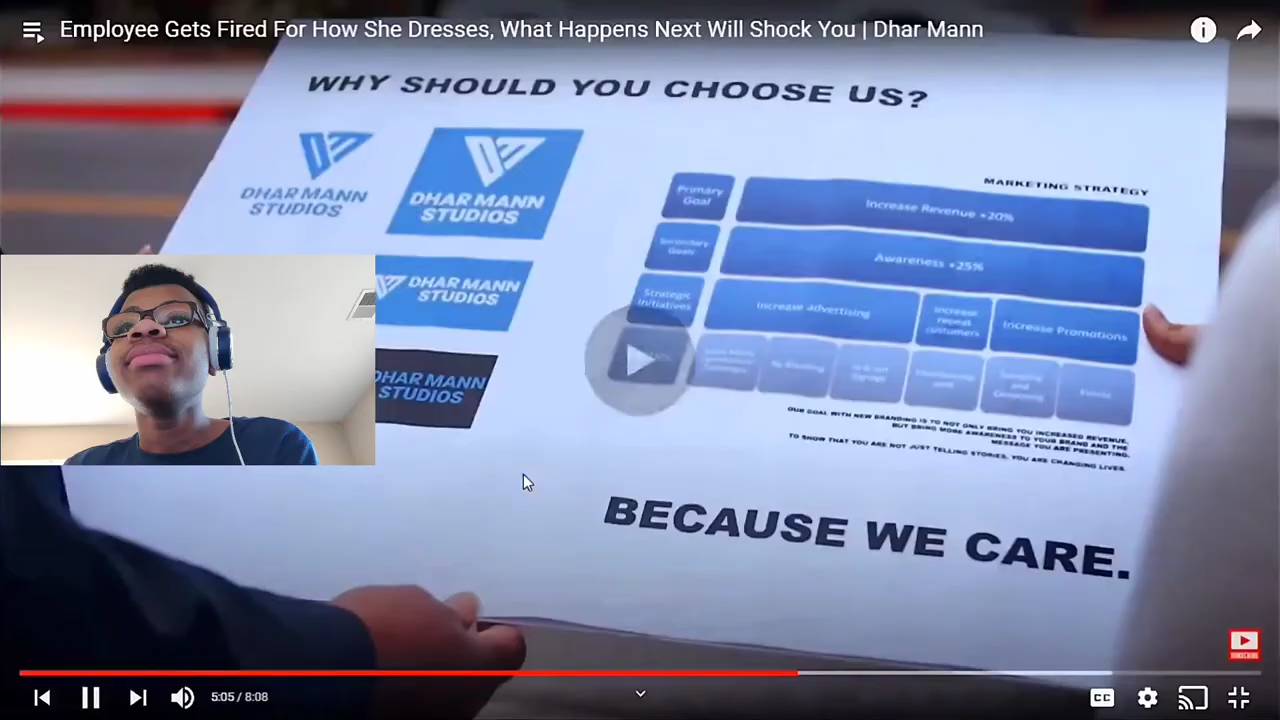 Employee Gets Fired For How She Dresses, What Happens Next Will Shock You | Dhar Mann
WHY SHOULD YOU CHOOSE US?
DHAR MANN
STUDIOS
DHAR MANN
STUDIOS
DHAR MANN
STUDIOS
DHAR MANN
STUDIOS
MARKETING STRATEGY
Primary
Goal
Increase Revenue +20%
Secondary
Goals
Awareness +25%
Strategic
Initiatives
Increase advertising
Increase
repeat
customers
Increase Promotions
OUR GOAL WITH NEW BRANDING IS TO NOT ONLY BRING YOU INCREASED REVENUE,
BUT BRING MORE AWARENESS TO YOUR BRAND AND THE
MESSAGE YOU ARE PRESENTING.
TO SHOW THAT YOU ARE NOT JUST TELLING STORIES, YOU ARE CHANGING LIVES.
BECAUSE WE CARE.
SUBSCRIBE
5:05 / 8:08
CC